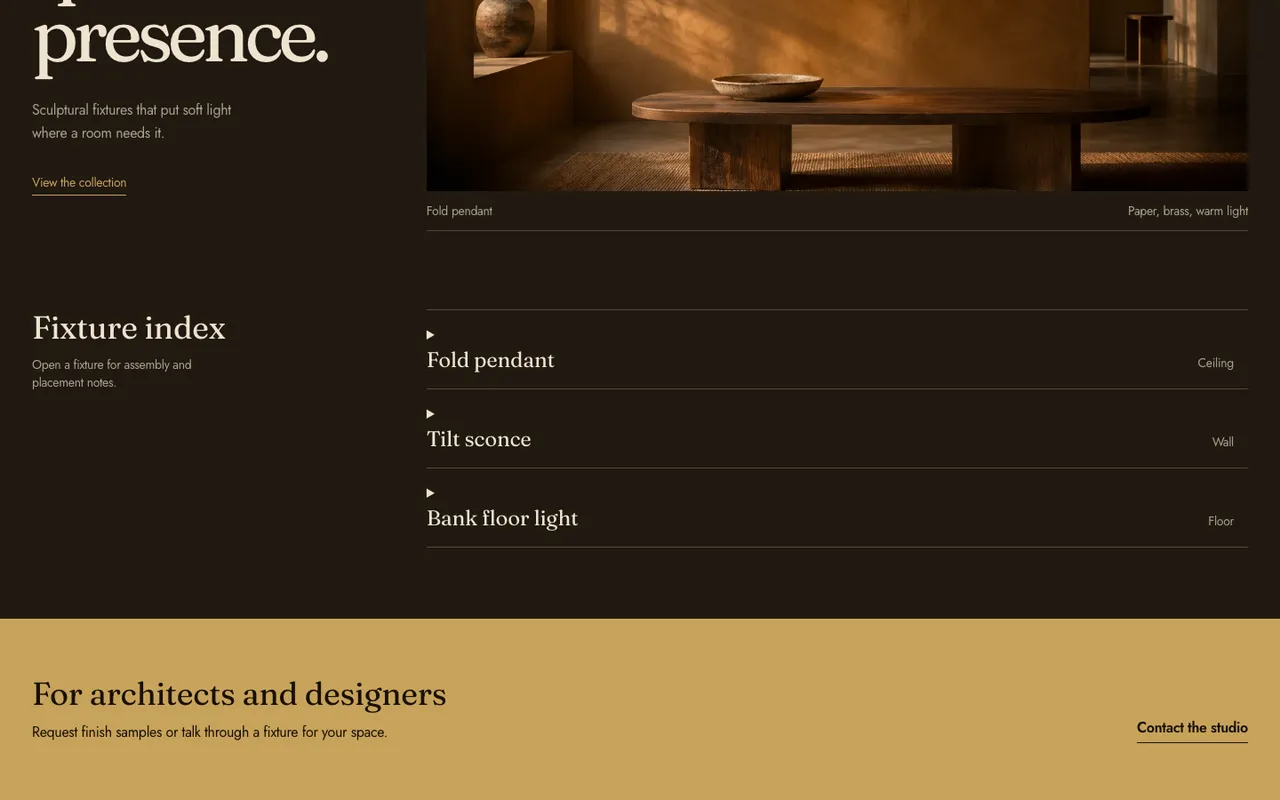 presence.
Sculptural fixtures that put soft light
where a room needs it.
View the collection
Fold pendant
Paper, brass, warm light
Fixture index
Open a fixture for assembly and
placement notes.
Fold pendant
Ceiling
Tilt sconce
Wall
Bank floor light
Floor
For architects and designers
Request finish samples or talk through a fixture for your space.
Contact the studio